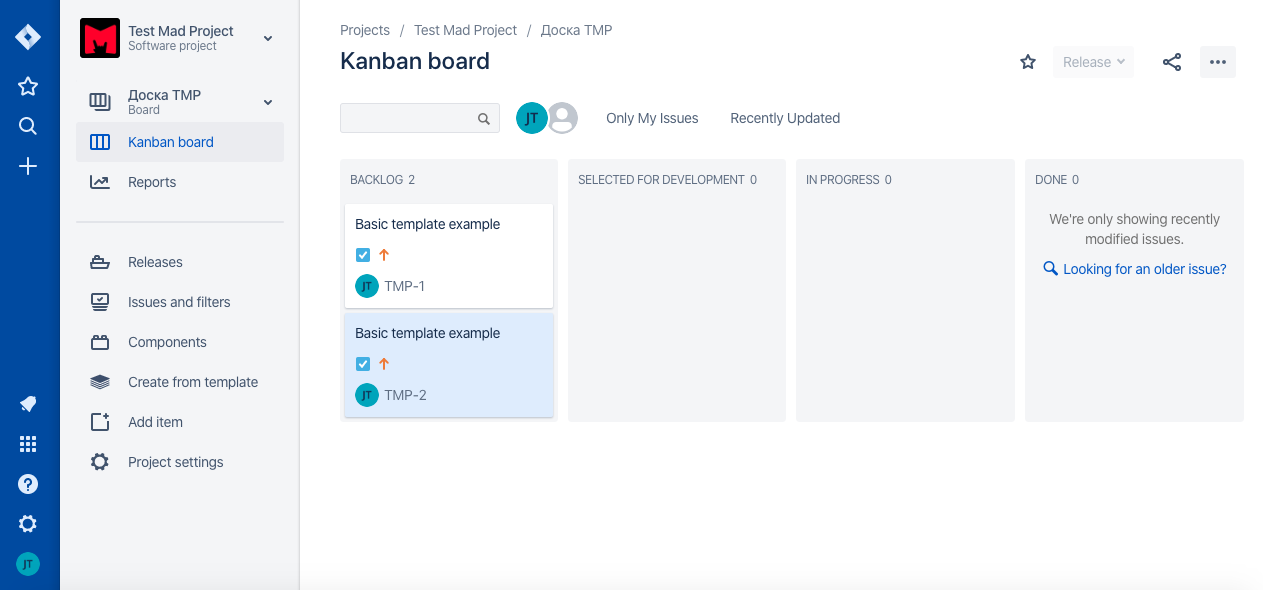 Test Mad Project
Software project
Доска TMP
Board
Kanban board
Reports
Releases
Issues and filters
Components
Create from template
Add item
Project settings
JT
Projects / Test Mad Project / Доска TMP
Kanban board
Release
JT
Only My Issues
Recently Updated
BACKLOG 2
Basic template example
JT TMP-1
Basic template example
JT TMP-2
SELECTED FOR DEVELOPMENT 0
IN PROGRESS 0
DONE 0
We're only showing recently
modified issues.
Looking for an older issue?